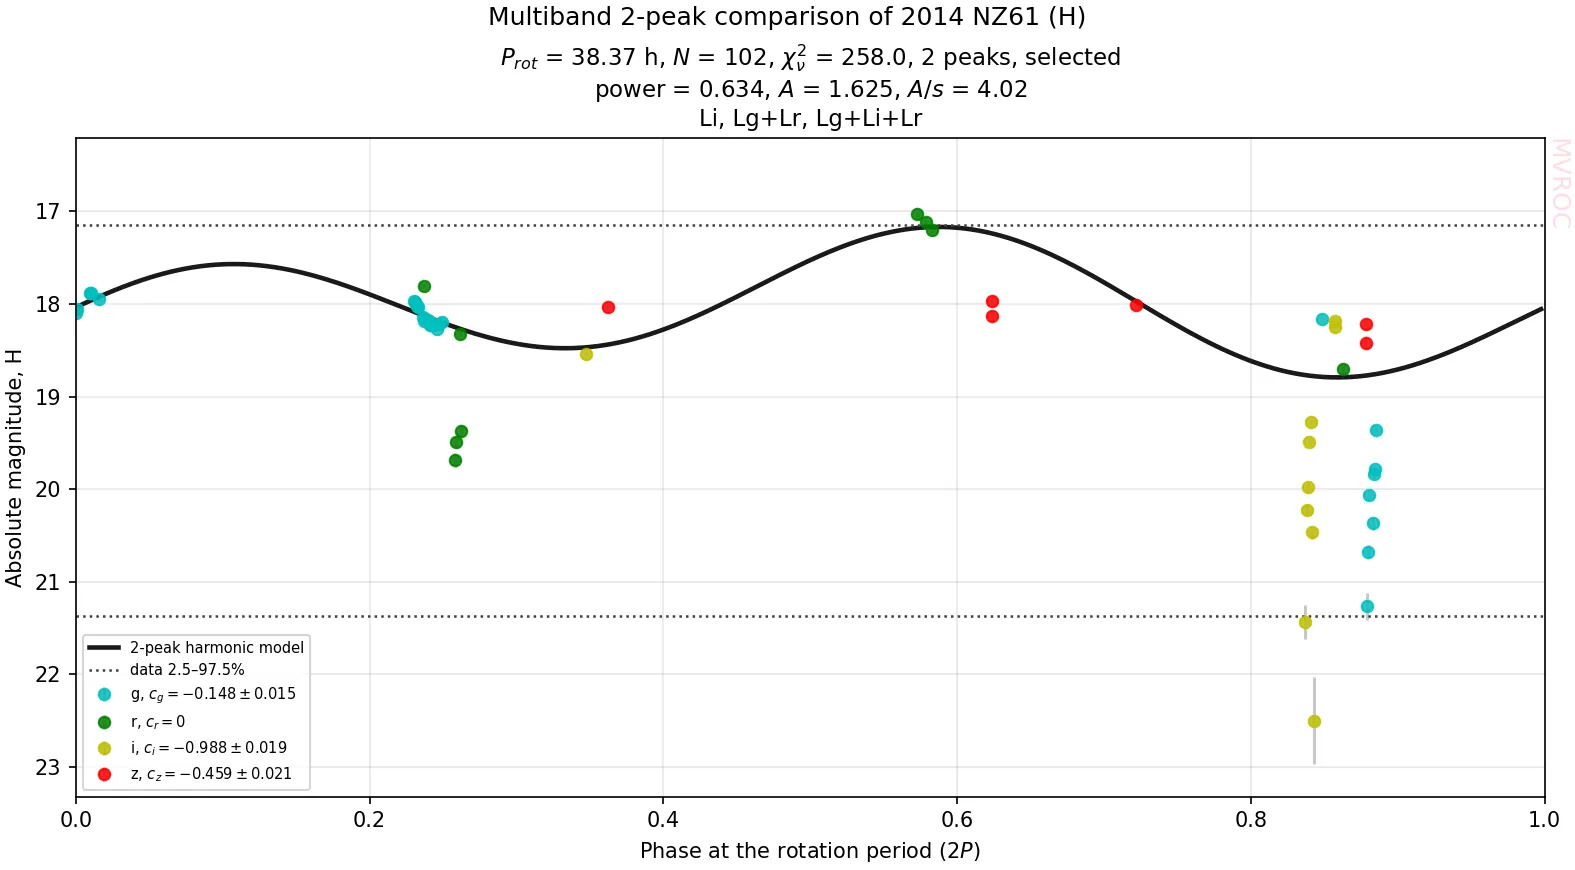 Multiband 2-peak comparison of 2014 NZ61 (H)
P_rot = 38.37 h, N = 102, χ²_ν = 258.0, 2 peaks, selected
power = 0.634, A = 1.625, A/s = 4.02
Li, Lg+Lr, Lg+Li+Lr
MVROC
17
18
19
20
21
22
23
Absolute magnitude, H
2-peak harmonic model
data 2.5–97.5%
g, c_g = −0.148 ± 0.015
r, c_r = 0
i, c_i = −0.988 ± 0.019
z, c_z = −0.459 ± 0.021
0.0 0.2 0.4 0.6 0.8 1.0
Phase at the rotation period (2P)